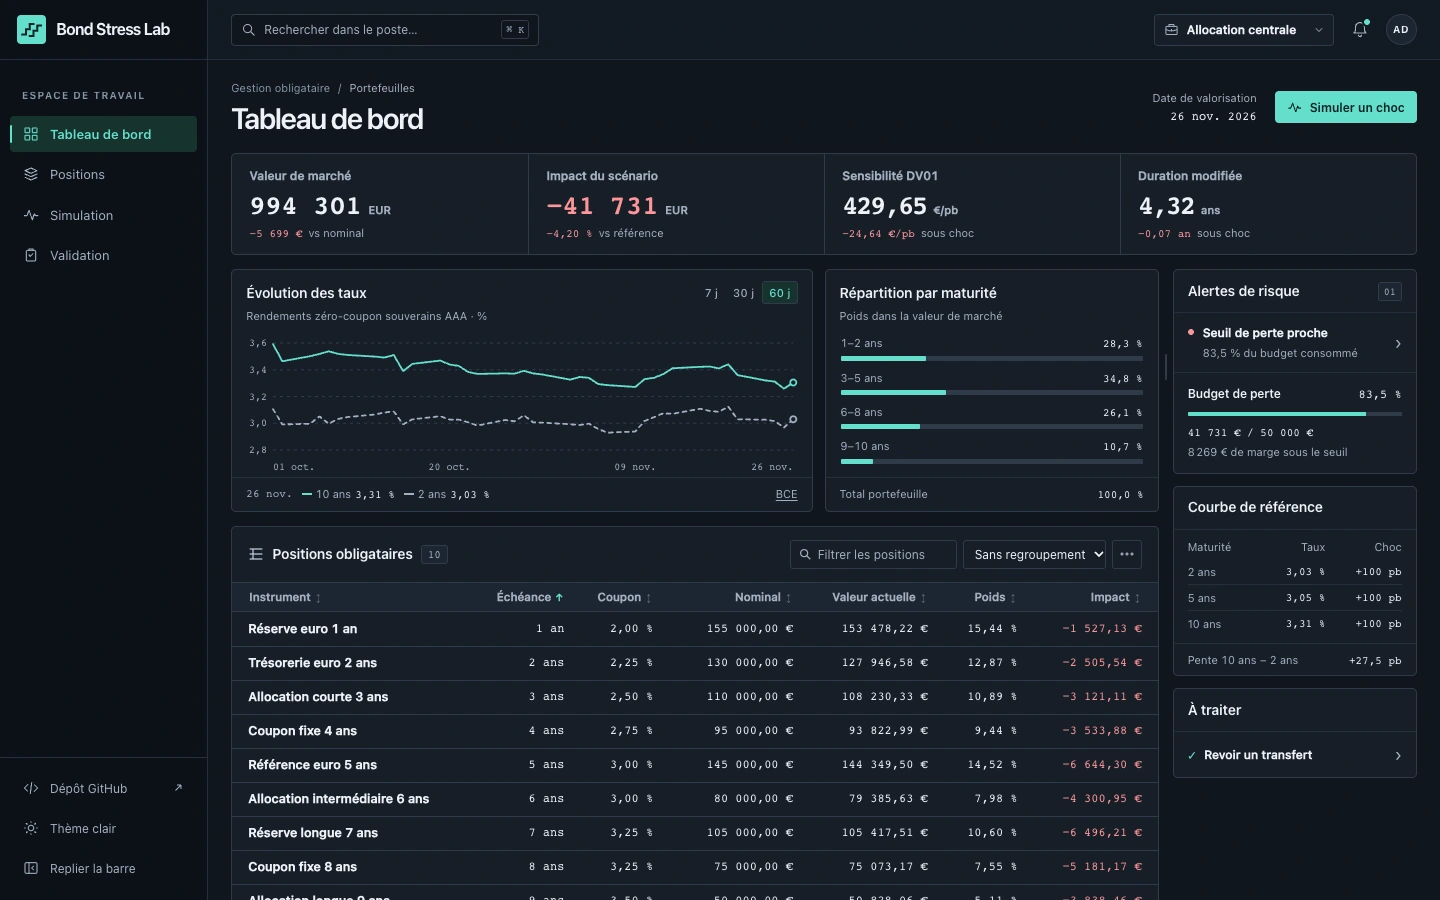 Bond Stress Lab
Rechercher dans le poste...
⌘ K
Allocation centrale
AD
ESPACE DE TRAVAIL
Tableau de bord
Positions
Simulation
Validation
Dépôt GitHub
Thème clair
Replier la barre
Gestion obligataire / Portefeuilles
Tableau de bord
Date de valorisation
26 nov. 2026
Simuler un choc
Valeur de marché
994 301 EUR
−5 699 € vs nominal
Impact du scénario
−41 731 EUR
−4,20 % vs référence
Sensibilité DV01
429,65 €/pb
−24,64 €/pb sous choc
Duration modifiée
4,32 ans
−0,07 an sous choc
Évolution des taux
7 j 30 j 60 j
Rendements zéro-coupon souverains AAA · %
3,6
3,4
3,2
3,0
2,8
01 oct. 20 oct. 09 nov. 26 nov.
26 nov. 10 ans 3,31 % 2 ans 3,03 % BCE
Répartition par maturité
Poids dans la valeur de marché
1–2 ans 28,3 %
3–5 ans 34,8 %
6–8 ans 26,1 %
9–10 ans 10,7 %
Total portefeuille 100,0 %
Alertes de risque 01
Seuil de perte proche
83,5 % du budget consommé
Budget de perte 83,5 %
41 731 € / 50 000 €
8 269 € de marge sous le seuil
Courbe de référence
Maturité Taux Choc
2 ans 3,03 % +100 pb
5 ans 3,05 % +100 pb
10 ans 3,31 % +100 pb
Pente 10 ans – 2 ans +27,5 pb
À traiter
✓ Revoir un transfert
Positions obligataires 10
Filtrer les positions
Sans regroupement
Instrument Échéance Coupon Nominal Valeur actuelle Poids Impact
Réserve euro 1 an 1 an 2,00 % 155 000,00 € 153 478,22 € 15,44 % −1 527,13 €
Trésorerie euro 2 ans 2 ans 2,25 % 130 000,00 € 127 946,58 € 12,87 % −2 505,54 €
Allocation courte 3 ans 3 ans 2,50 % 110 000,00 € 108 230,33 € 10,89 % −3 121,11 €
Coupon fixe 4 ans 4 ans 2,75 % 95 000,00 € 93 822,99 € 9,44 % −3 533,88 €
Référence euro 5 ans 5 ans 3,00 % 145 000,00 € 144 349,50 € 14,52 % −6 644,30 €
Allocation intermédiaire 6 ans 6 ans 3,00 % 80 000,00 € 79 385,63 € 7,98 % −4 300,95 €
Réserve longue 7 ans 7 ans 3,25 % 105 000,00 € 105 417,51 € 10,60 % −6 496,21 €
Coupon fixe 8 ans 8 ans 3,25 % 75 000,00 € 75 073,17 € 7,55 % −5 181,17 €